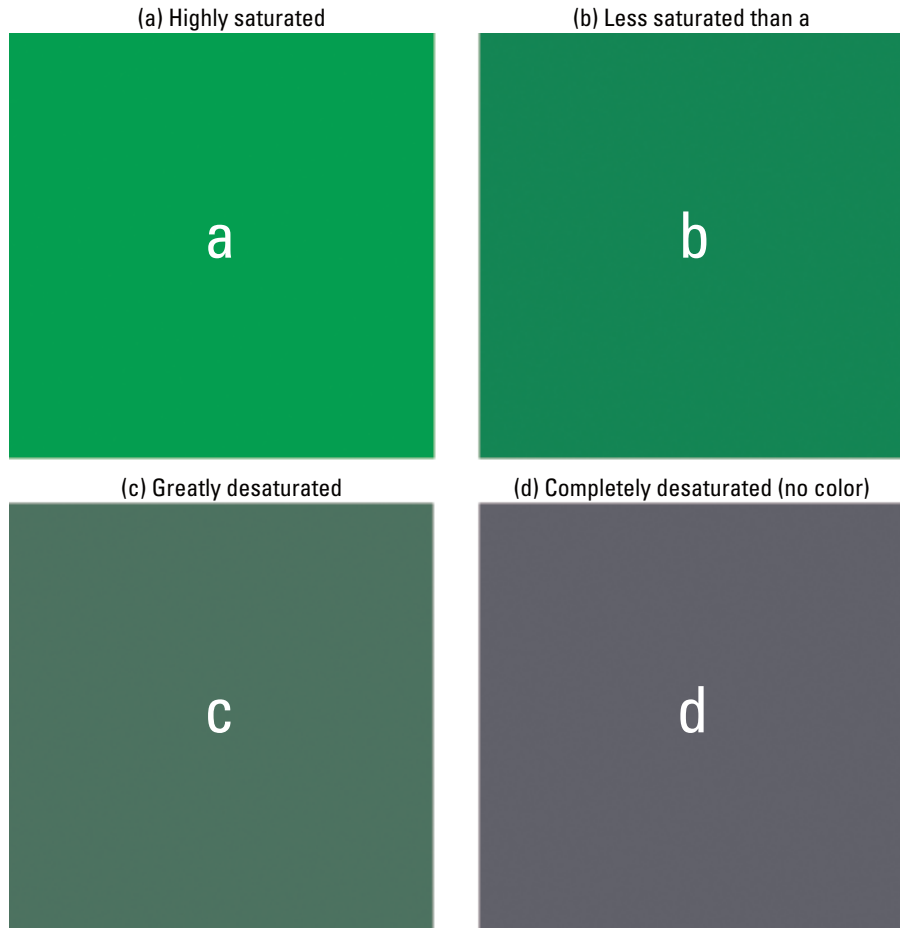 (a) Highly saturated
(b) Less saturated than a
a
b
(c) Greatly desaturated
(d) Completely desaturated (no color)
c
d